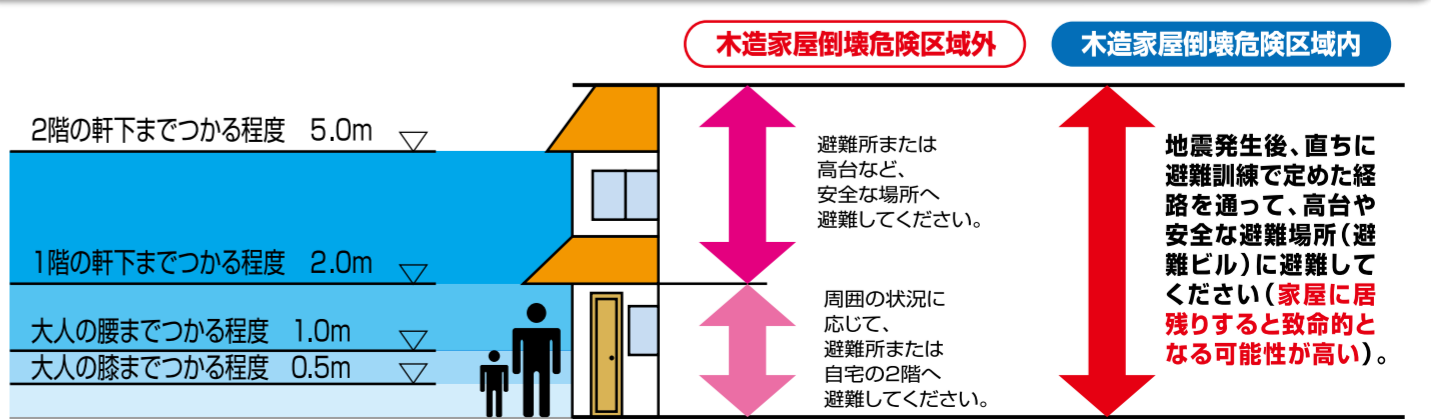 木造家屋倒壊危険区域外
木造家屋倒壊危険区域内
2階の軒下までつかる程度 5.0m
1階の軒下までつかる程度 2.0m
大人の腰までつかる程度 1.0m
大人の膝までつかる程度 0.5m
避難所または
高台など、
安全な場所へ
避難してください。
周囲の状況に
応じて、
避難所または
自宅の2階へ
避難してください。
地震発生後、直ちに
避難訓練で定めた経
路を通って、高台や
安全な避難場所(避
難ビル)に避難して
ください(家屋に居
残りすると致命的と
なる可能性が高い)。